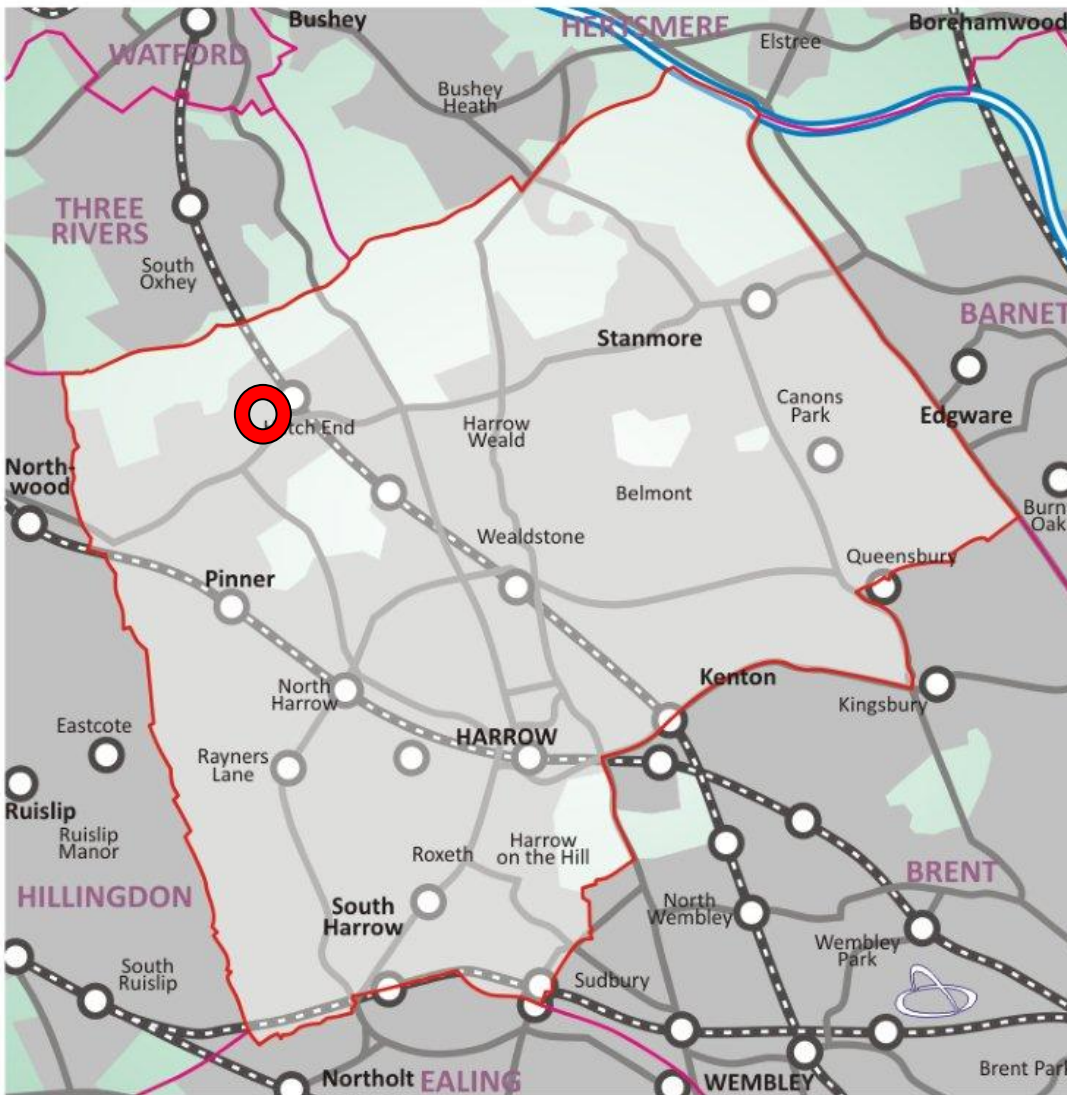 Bushey
HERTSMERE
Borehamwood
WATFORD
Elstree
Bushey
Heath
THREE
RIVERS
South
Oxhey
BARNET
Stanmore
Canons
Park
Edgware
End
Harrow
Weald
North-
wood
Belmont
Oak
Wealdstone
Queensbury
Pinner
Kenton
North
Harrow
Kingsbury
Eastcote
HARROW
Rayners
Lane
Ruislip
Ruislip
Manor
Roxeth
Harrow
on the Hill
BRENT
HILLINGDON
South
Harrow
North
Wembley
Wembley
Park
South
Ruislip
Sudbury
Brent Park
Northolt
EALING
WEMBLEY